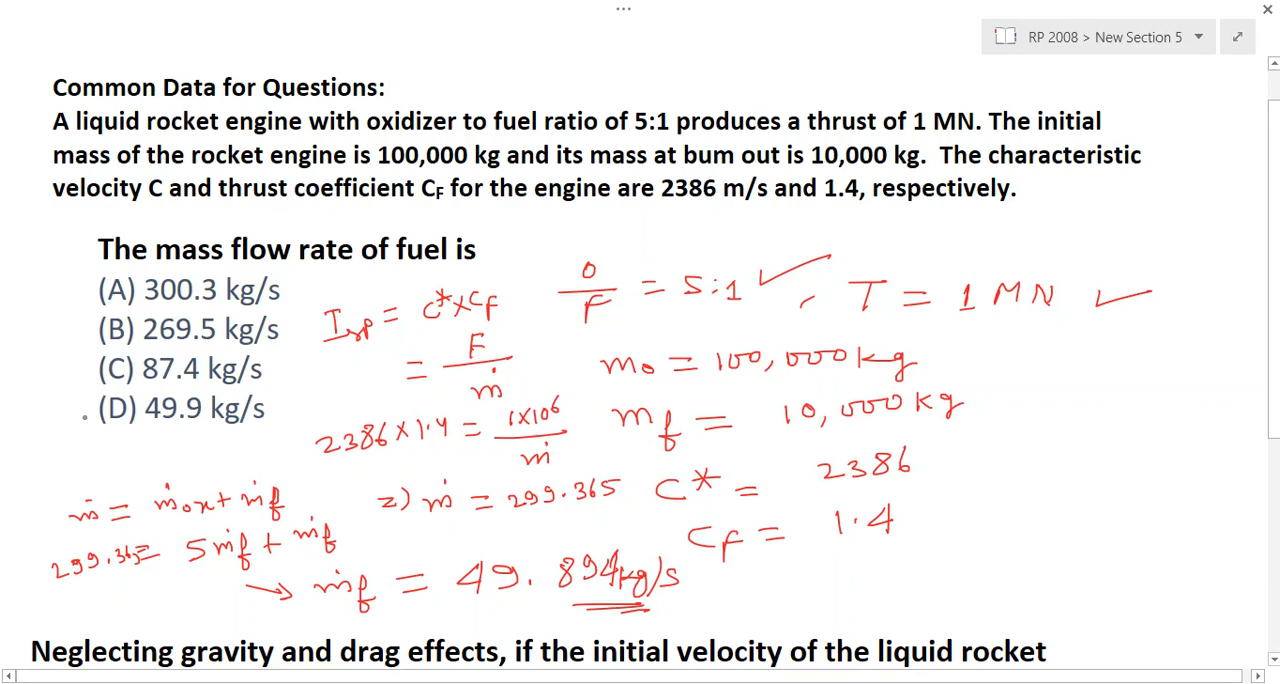 RP 2008 > New Section 5
Common Data for Questions:
A liquid rocket engine with oxidizer to fuel ratio of 5:1 produces a thrust of 1 MN. The initial
mass of the rocket engine is 100,000 kg and its mass at bum out is 10,000 kg. The characteristic
velocity C and thrust coefficient CF for the engine are 2386 m/s and 1.4, respectively.
The mass flow rate of fuel is
(A) 300.3 kg/s
(B) 269.5 kg/s
(C) 87.4 kg/s
(D) 49.9 kg/s
O/F = 5:1 , T = 1 MN
Isp = C* × CF
= F/ṁ
m0 = 100,000 kg
2386 × 1.4 = 1×10^6/ṁ
mf = 10,000 kg
C* = 2386
=) ṁ = 299.365
ṁ = ṁox + ṁf
CF = 1.4
299.365 = 5ṁf + ṁf
→ ṁf = 49.894 kg/s
Neglecting gravity and drag effects, if the initial velocity of the liquid rocket